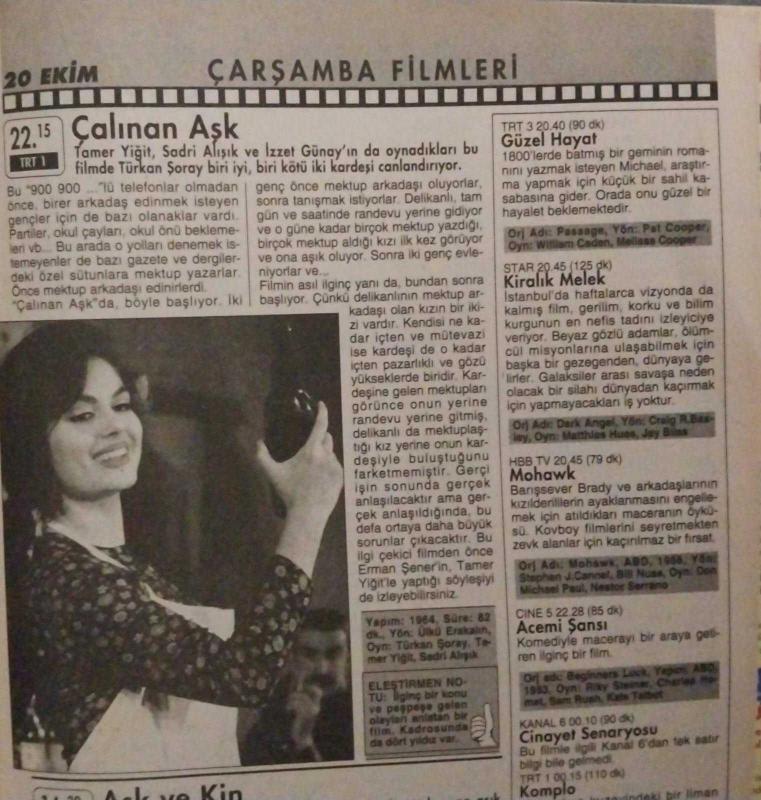 20 EKİM
ÇARŞAMBA FİLMLERİ
22.15
TRT 1
Çalınan Aşk
Tamer Yiğit, Sadri Alışık ve İzzet Günay'ın da oynadıkları bu
filmde Türkan Şoray biri iyi, biri kötü iki kardeşi canlandırıyor.
Bu "900 900 ..."lü telefonlar olmadan
önce, birer arkadaş edinmek isteyen
gençler için de bazı olanaklar vardı.
Partiler, okul çayları, okul önü bekleme-
leri vb... Bu arada o yolları denemek is-
temeyenler de bazı gazete ve dergiler-
deki özel sütunlara mektup yazarlar.
Önce mektup arkadaşı edinirlerdi.
"Çalınan Aşk"da, böyle başlıyor. İki
genç önce mektup arkadaşı oluyorlar,
sonra tanışmak istiyorlar. Delikanlı, tam
gün ve saatinde randevu yerine gidiyor
ve o güne kadar birçok mektup yazdığı,
birçok mektup aldığı kızı ilk kez görüyor
ve ona aşık oluyor. Sonra iki genç evle-
niyorlar ve...
Filmin asıl ilginç yanı da, bundan sonra
başlıyor. Çünkü delikanlının mektup ar-
kadaşı olan kızın bir iki-
zi vardır. Kendisi ne ka-
dar içten ve mütevazi
ise kardeşi de o kadar
içten pazarlıklı ve gözü
yükseklerde biridir. Kar-
deşine gelen mektupları
görünce onun yerine
randevu yerine gitmiş,
delikanlı da mektuplaş-
tığı kız yerine onun kar-
deşiyle buluştuğunu
farketmemiştir. Gerçi
işin sonunda gerçek
anlaşılacaktır ama ger-
çek anlaşıldığında, bu
defa ortaya daha büyük
sorunlar çıkacaktır. Bu
ilgi çekici filmden önce
Erman Şener'in, Tamer
Yiğit'le yaptığı söyleşiyi
de izleyebilirsiniz.
Yapım: 1964, Süre: 82
dk., Yön: Ülkü Erakalın,
Oyn: Türkan Şoray, Ta-
mer Yiğit, Sadri Alışık
ELEŞTİRMEN NO-
TU: İlginç bir konu
ve peşpeşe gelen
olayları anlatan bir
film. Kadrosunda
da dört yıldız var.
TRT 3 20.40 (90 dk)
Güzel Hayat
1800'lerde batmış bir geminin roma-
nını yazmak isteyen Michael, araştır-
ma yapmak için küçük bir sahil ka-
sabasına gider. Orada onu güzel bir
hayalet beklemektedir.
Orj Adı: Passage, Yön: Pat Cooper,
Oyn: William Caden, Melissa Cooper
STAR 20.45 (125 dk)
Kiralık Melek
İstanbul'da haftalarca vizyonda da
kalmış film, gerilim, korku ve bilim
kurgunun en nefis tadını izleyiciye
veriyor. Beyaz gözlü adamlar, ölüm-
cül misyonlarına ulaşabilmek için
başka bir gezegenden, dünyaya ge-
lirler. Galaksiler arası savaşa neden
olacak bir silahı dünyadan kaçırmak
için yapmayacakları iş yoktur.
Orj Adı: Dark Angel, Yön: Craig R.Bax-
ley, Oyn: Matthias Hues, Jay Bilas
HBB TV 20.45 (79 dk)
Mohawk
Barışsever Brady ve arkadaşlarının
kızılderililerin ayaklanmasını engelle-
mek için atıldıkları maceranın öykü-
sü. Kovboy filmlerini seyretmekten
zevk alanlar için kaçırılmaz bir fırsat.
Orj Adı: Mohawk, ABD, 1956, Yön:
Stephen J.Cannel, Bill Nuse, Oyn: Don
Michael Paul, Nestor Serrano
CINE 5 22.28 (85 dk)
Acemi Şansı
Komediyle macerayı bir araya geti-
ren ilginç bir film.
Orj adı: Beginners Luck, Yapım: ABD,
1983, Oyn: Riky Steiner, Charles Ho-
met, Sam Rush, Kate Talbot
KANAL 6 00.10 (90 dk)
Cinayet Senaryosu
Bu filmle ilgili Kanal 6'dan tek satır
bilgi bile gelmedi.
TRT 1 00.15 (110 dk)
Komplo
bir liman
Aşk ve Kin